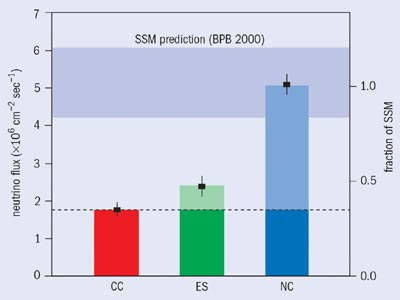 7
6
5
4
3
2
1
0
neutrino flux (×10⁶ cm⁻² sec⁻¹)
SSM prediction (BPB 2000)
1.0
0.5
0.0
fraction of SSM
CC
ES
NC